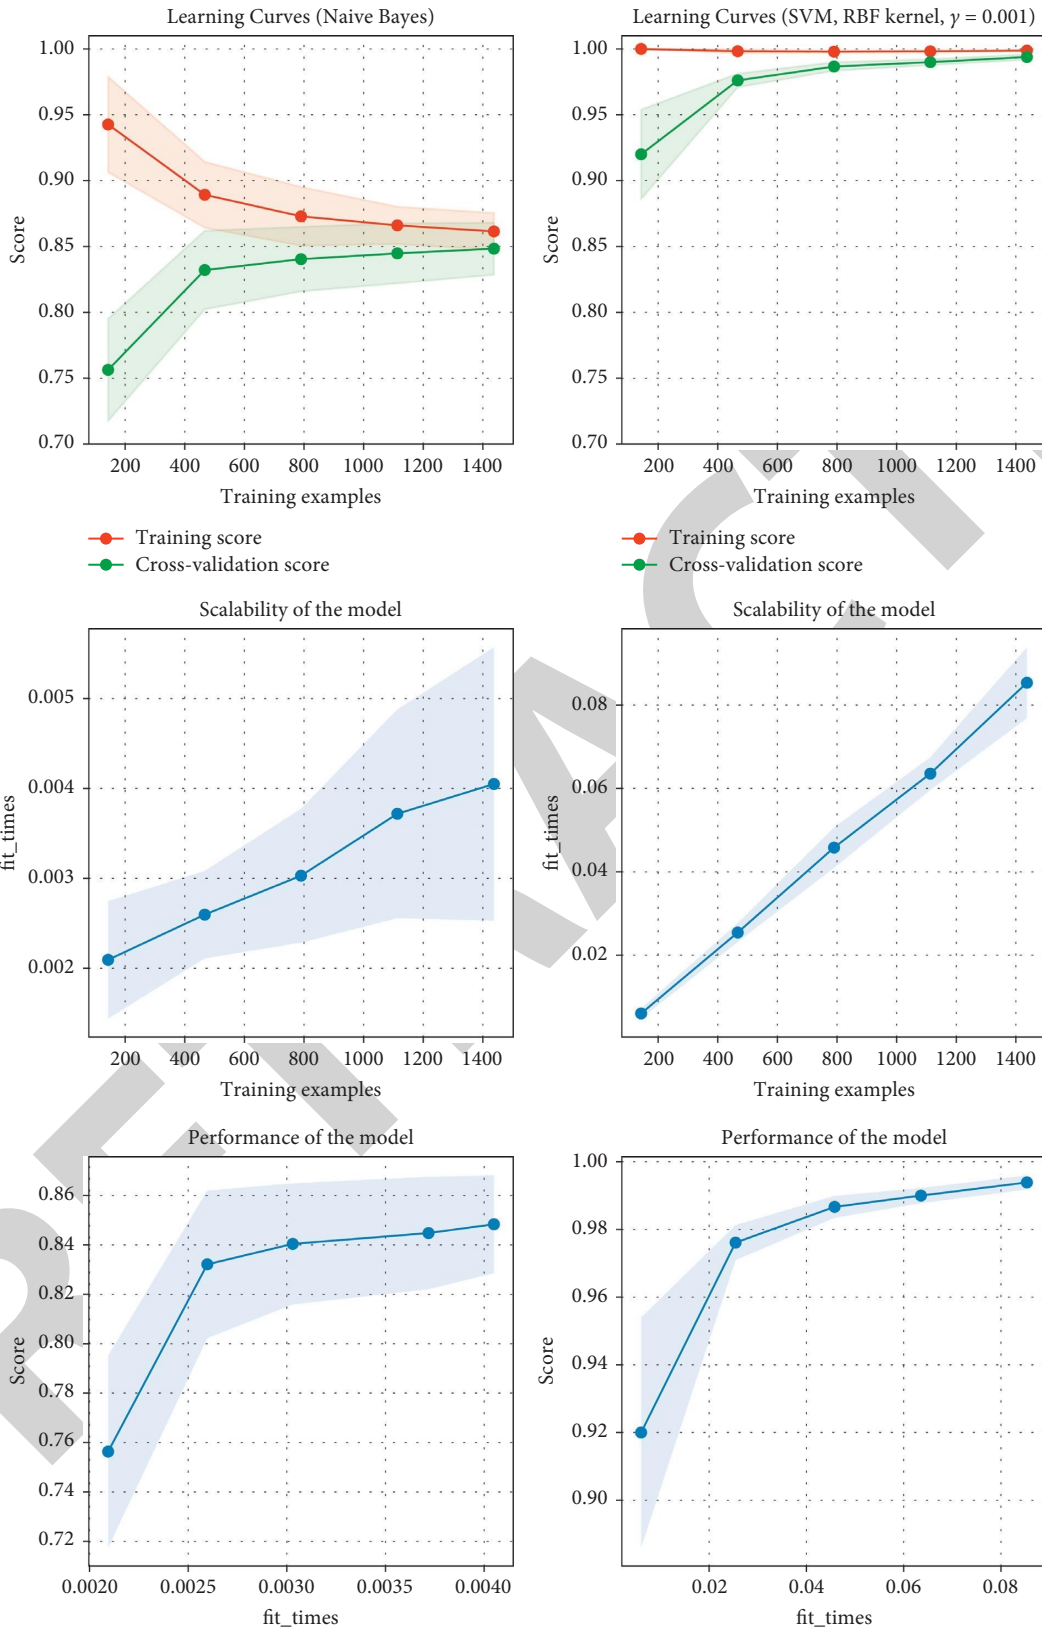 Learning Curves (Naive Bayes)
1.00
0.95
0.90
0.85
0.80
0.75
0.70
Score
200 400 600 800 1000 1200 1400
Training examples
Training score
Cross-validation score
Learning Curves (SVM, RBF kernel, γ = 0.001)
1.00
0.95
0.90
0.85
0.80
0.75
0.70
Score
200 400 600 800 1000 1200 1400
Training examples
Training score
Cross-validation score
Scalability of the model
0.005
0.004
0.003
0.002
fit_times
200 400 600 800 1000 1200 1400
Training examples
Scalability of the model
0.08
0.06
0.04
0.02
fit_times
200 400 600 800 1000 1200 1400
Training examples
Performance of the model
0.86
0.84
0.82
0.80
0.78
0.76
0.74
0.72
Score
0.0020 0.0025 0.0030 0.0035 0.0040
fit_times
Performance of the model
1.00
0.98
0.96
0.94
0.92
0.90
Score
0.02 0.04 0.06 0.08
fit_times